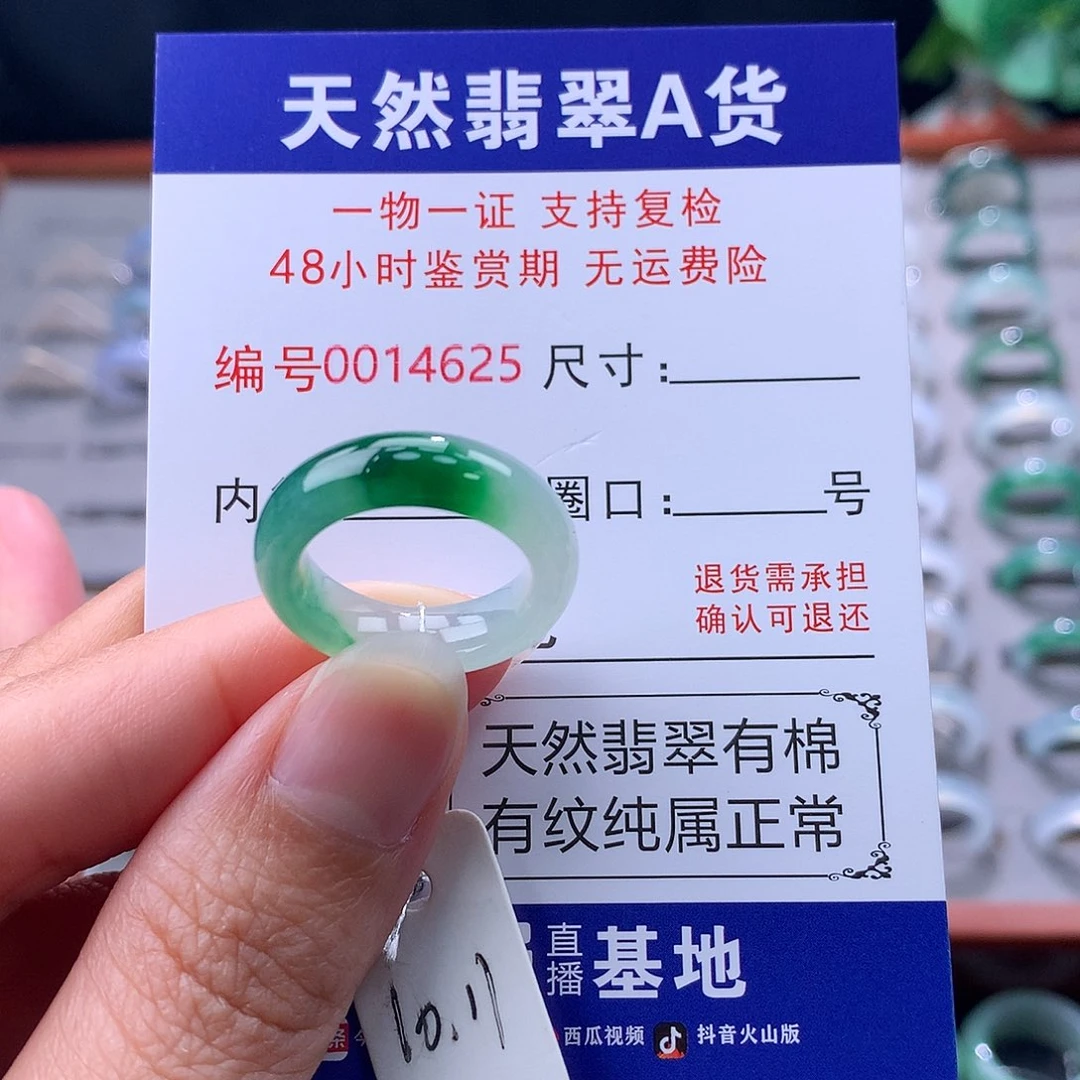 天然翡翠A货
一物一证 支持复检
48小时鉴赏期 无运费险
编号0014625 尺寸:
内 圈口: 号
退货需承担
确认可退还
天然翡翠有棉
有纹纯属正常
直播 基地
西瓜视频 抖音火山版
10.17